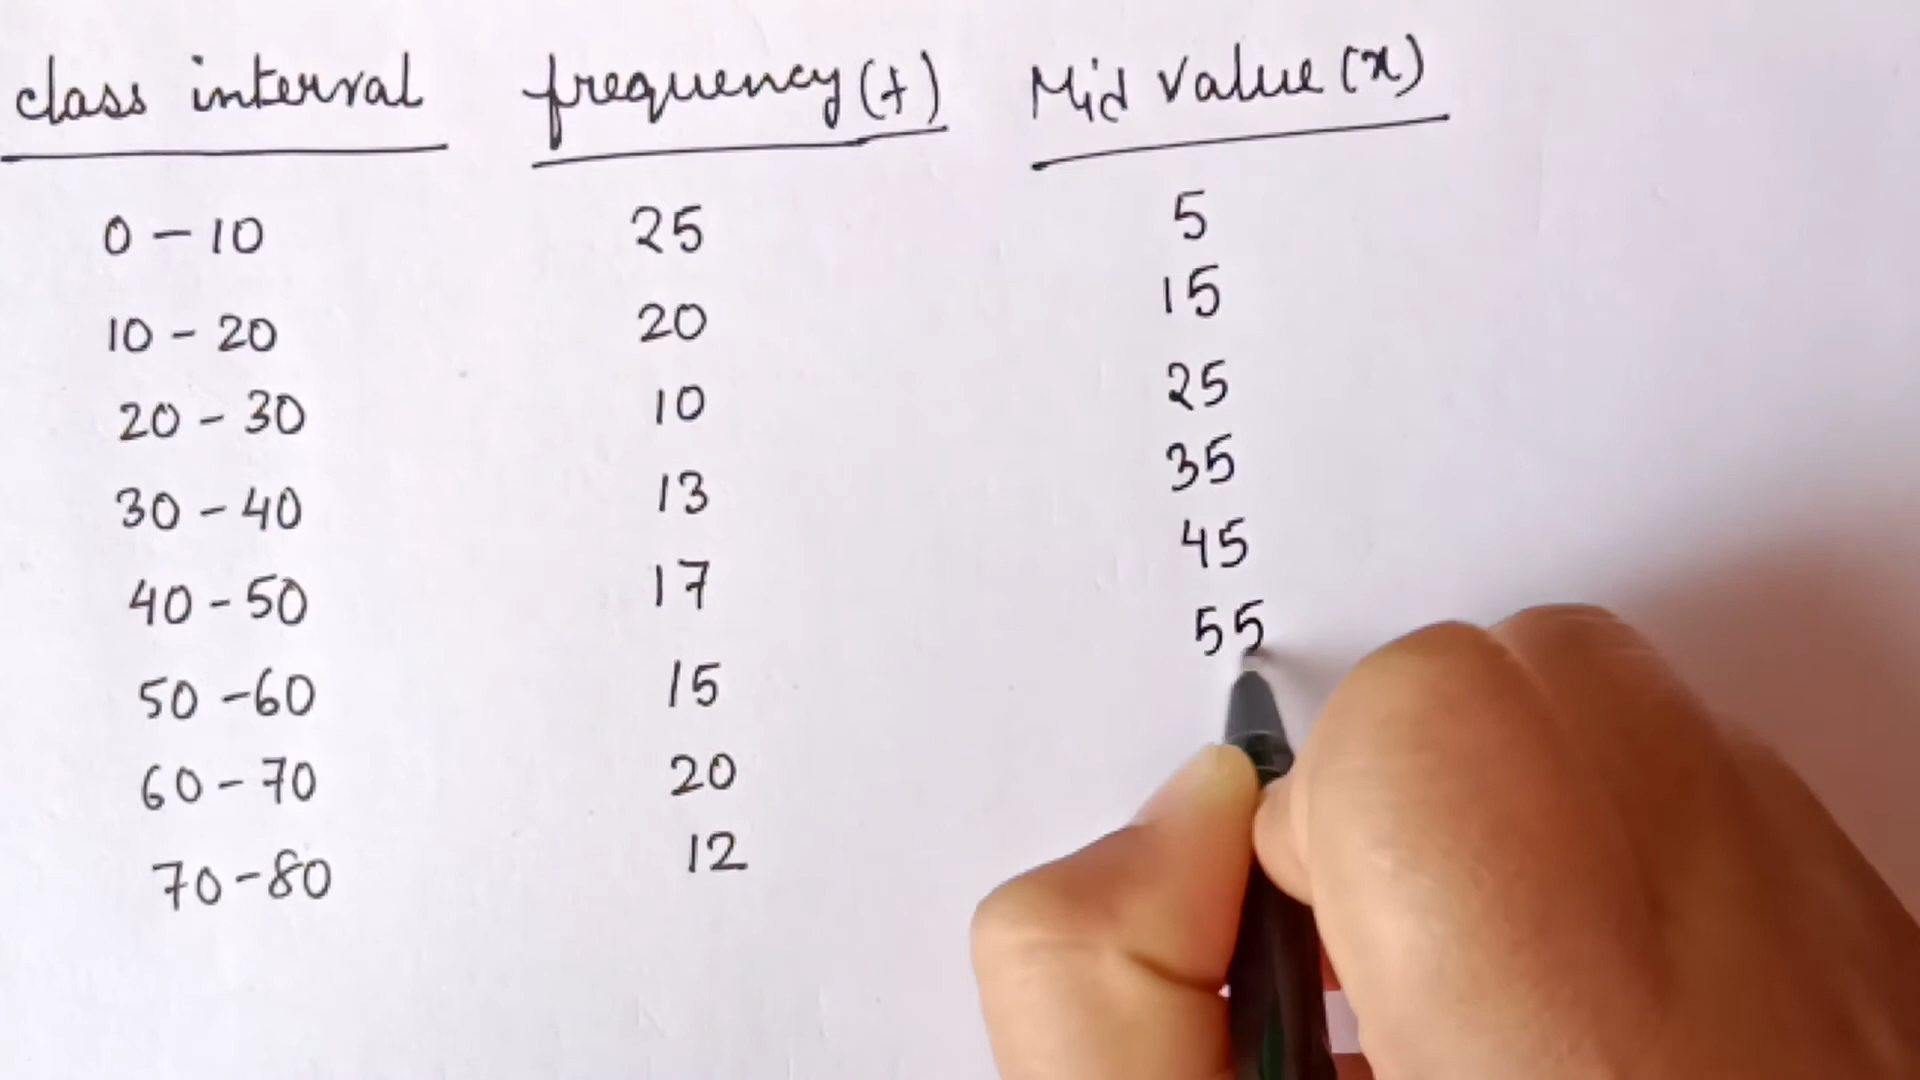 class interval frequency (f) Mid value (x)
0 - 10 25 5
10 - 20 20 15
20 - 30 10 25
30 - 40 13 35
40 - 50 17 45
50 - 60 15 55
60 - 70 20
70 - 80 12